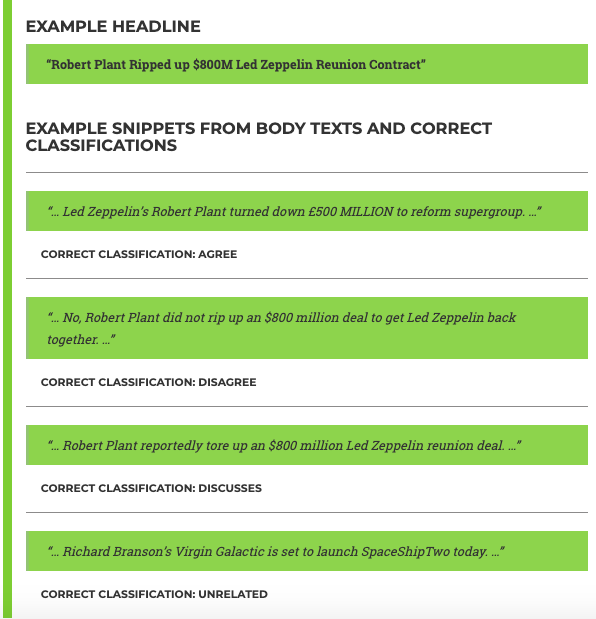 EXAMPLE HEADLINE
“Robert Plant Ripped up $800M Led Zeppelin Reunion Contract”
EXAMPLE SNIPPETS FROM BODY TEXTS AND CORRECT
CLASSIFICATIONS
“… Led Zeppelin’s Robert Plant turned down £500 MILLION to reform supergroup. …”
CORRECT CLASSIFICATION: AGREE
“… No, Robert Plant did not rip up an $800 million deal to get Led Zeppelin back
together. …”
CORRECT CLASSIFICATION: DISAGREE
“… Robert Plant reportedly tore up an $800 million Led Zeppelin reunion deal. …”
CORRECT CLASSIFICATION: DISCUSSES
“… Richard Branson’s Virgin Galactic is set to launch SpaceShipTwo today. …”
CORRECT CLASSIFICATION: UNRELATED